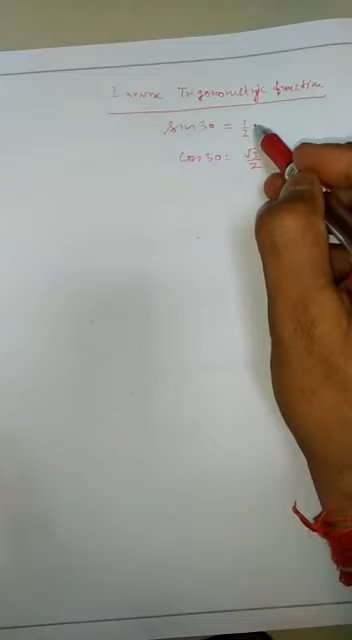 Inverse Trigonometric function
sin 30 = 1/2
cos 30 = √3/2